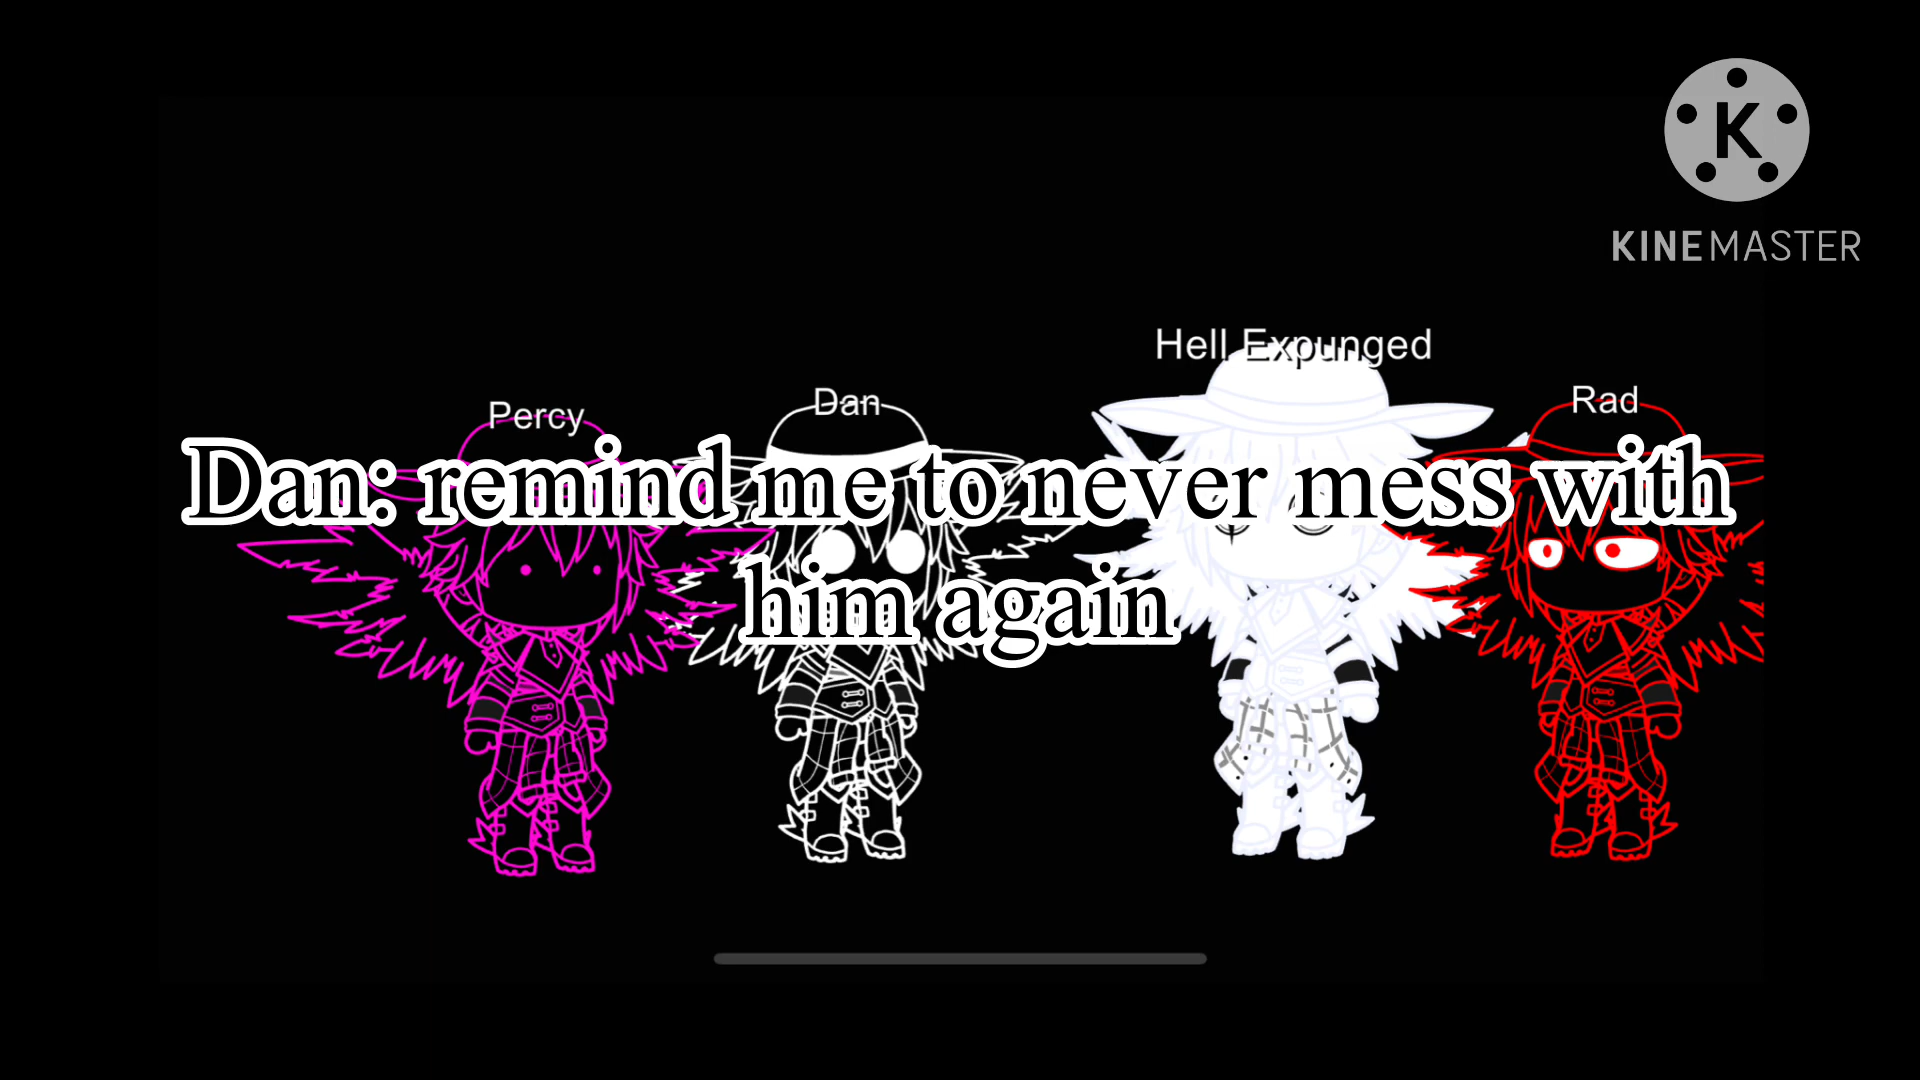 K
KINEMASTER
Hell Expunged
Percy
Dan
Rad
Dan: remind me to never mess with
him again